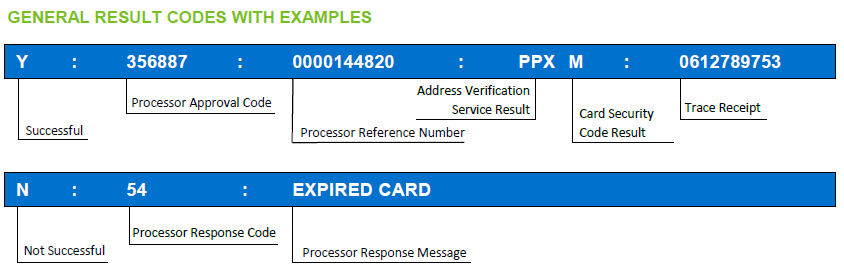 GENERAL RESULT CODES WITH EXAMPLES
Y : 356887 : 0000144820 : PPX M : 0612789753
Address Verification
Processor Approval Code
Service Result
Card Security
Trace Receipt
Successful
Processor Reference Number
Code Result
N : 54 : EXPIRED CARD
Processor Response Code
Not Successful
Processor Response Message